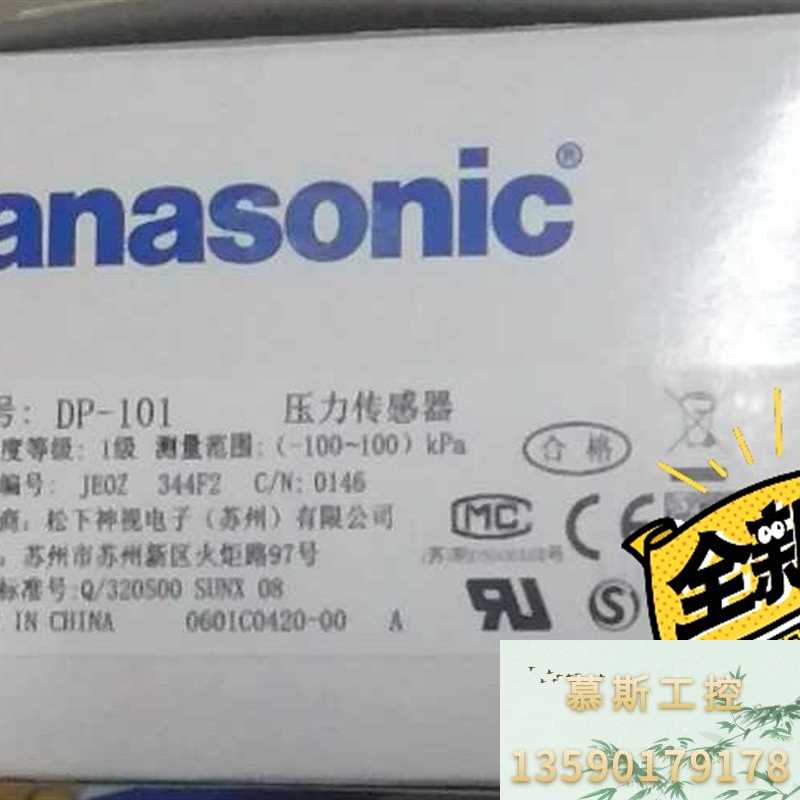 anasonic®
号: DP-101 压力传感器
度等级: 1级 测量范围:(-100~100) kPa
编号: JE0Z 344F2 C/N: 0146
商: 松下神视电子(苏州)有限公司
: 苏州市苏州新区火炬路97号
标准号:Q/320500 SUNX 08
IN CHINA 0601C0420-00 A
合格
MC
CE
全新
慕斯工控
13590179178